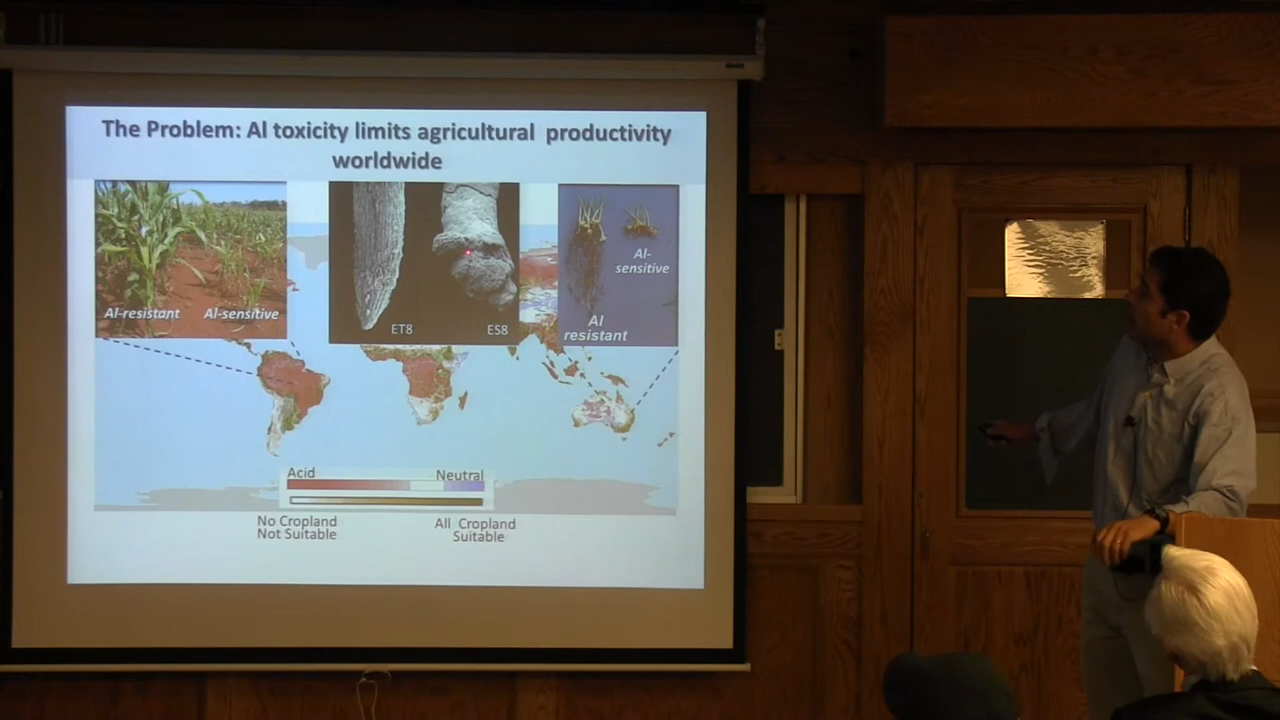 The Problem: Al toxicity limits agricultural productivity
worldwide
Al-resistant
Al-sensitive
ET8
ES8
Al-
sensitive
Al
resistant
Acid
Neutral
No Cropland
Not Suitable
All Cropland
Suitable